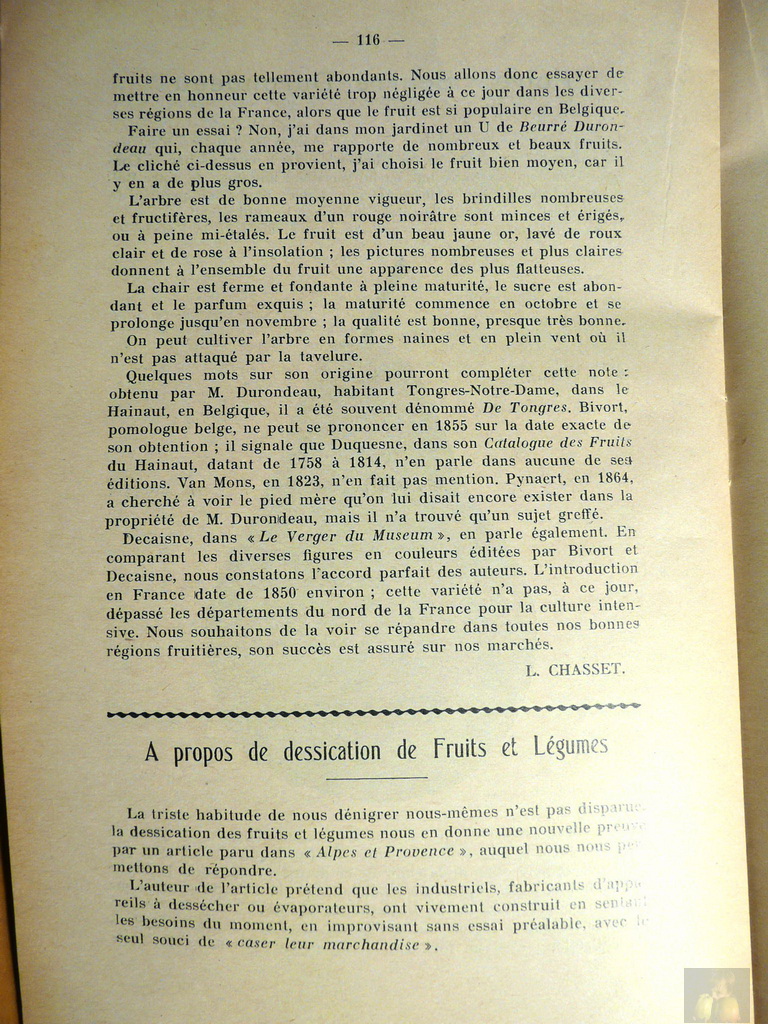 — 116 —
fruits ne sont pas tellement abondants. Nous allons donc essayer de
mettre en honneur cette variété trop négligée à ce jour dans les diver-
ses régions de la France, alors que le fruit est si populaire en Belgique.
Faire un essai ? Non, j'ai dans mon jardinet un U de Beurré Duron-
deau qui, chaque année, me rapporte de nombreux et beaux fruits.
Le cliché ci-dessus en provient, j'ai choisi le fruit bien moyen, car il
y en a de plus gros.
L'arbre est de bonne moyenne vigueur, les brindilles nombreuses
et fructifères, les rameaux d'un rouge noirâtre sont minces et érigés,
ou à peine mi-étalés. Le fruit est d'un beau jaune or, lavé de roux
clair et de rose à l'insolation ; les pictures nombreuses et plus claires
donnent à l'ensemble du fruit une apparence des plus flatteuses.
La chair est ferme et fondante à pleine maturité, le sucre est abon-
dant et le parfum exquis ; la maturité commence en octobre et se
prolonge jusqu'en novembre ; la qualité est bonne, presque très bonne.
On peut cultiver l'arbre en formes naines et en plein vent où il
n'est pas attaqué par la tavelure.
Quelques mots sur son origine pourront compléter cette note :
obtenu par M. Durondeau, habitant Tongres-Notre-Dame, dans le
Hainaut, en Belgique, il a été souvent dénommé De Tongres. Bivort,
pomologue belge, ne peut se prononcer en 1855 sur la date exacte de
son obtention ; il signale que Duquesne, dans son Catalogue des Fruits
du Hainaut, datant de 1758 à 1814, n'en parle dans aucune de ses
éditions. Van Mons, en 1823, n'en fait pas mention. Pynaert, en 1864,
a cherché à voir le pied mère qu'on lui disait encore exister dans la
propriété de M. Durondeau, mais il n'a trouvé qu'un sujet greffé.
Decaisne, dans « Le Verger du Museum », en parle également. En
comparant les diverses figures en couleurs éditées par Bivort et
Decaisne, nous constatons l'accord parfait des auteurs. L'introduction
en France date de 1850 environ ; cette variété n'a pas, à ce jour,
dépassé les départements du nord de la France pour la culture inten-
sive. Nous souhaitons de la voir se répandre dans toutes nos bonnes
régions fruitières, son succès est assuré sur nos marchés.
L. CHASSET.
A propos de dessication de Fruits et Légumes
La triste habitude de nous dénigrer nous-mêmes n'est pas disparue,
la dessication des fruits et légumes nous en donne une nouvelle preuve
par un article paru dans « Alpes et Provence », auquel nous nous per-
mettons de répondre.
L'auteur de l'article prétend que les industriels, fabricants d'appa-
reils à dessécher ou évaporateurs, ont vivement construit en sentant
les besoins du moment, en improvisant sans essai préalable, avec le
seul souci de « caser leur marchandise ».